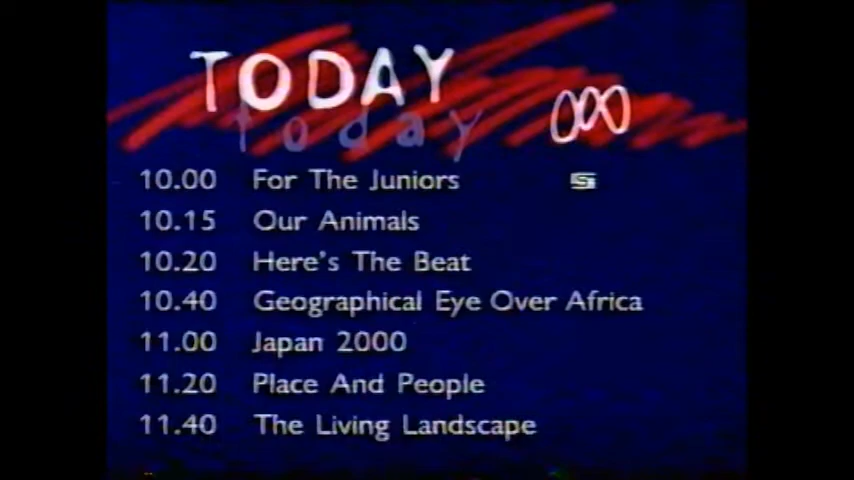 TODAY
today
10.00 For The Juniors S
10.15 Our Animals
10.20 Here's The Beat
10.40 Geographical Eye Over Africa
11.00 Japan 2000
11.20 Place And People
11.40 The Living Landscape